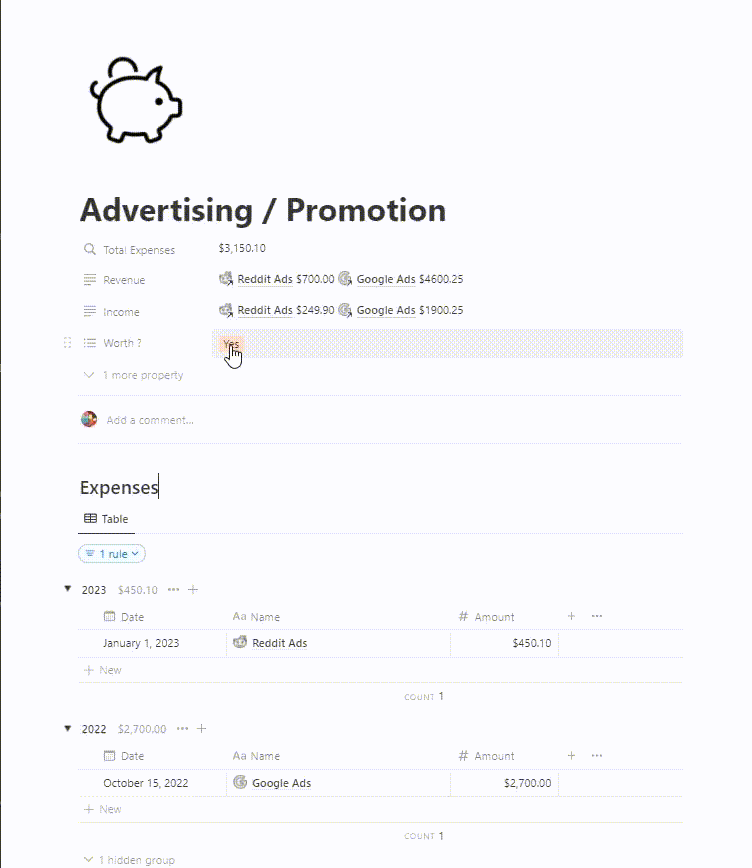 Advertising / Promotion
Total Expenses $3,150.10
Revenue Reddit Ads $700.00 Google Ads $4600.25
Income Reddit Ads $249.90 Google Ads $1900.25
Worth ? Yes
1 more property
Add a comment...
Expenses
Table
1 rule
2023 $450.10
Date Aa Name # Amount
January 1, 2023 Reddit Ads $450.10
New
COUNT 1
2022 $2,700.00
Date Aa Name # Amount
October 15, 2022 Google Ads $2,700.00
New
COUNT 1
1 hidden group